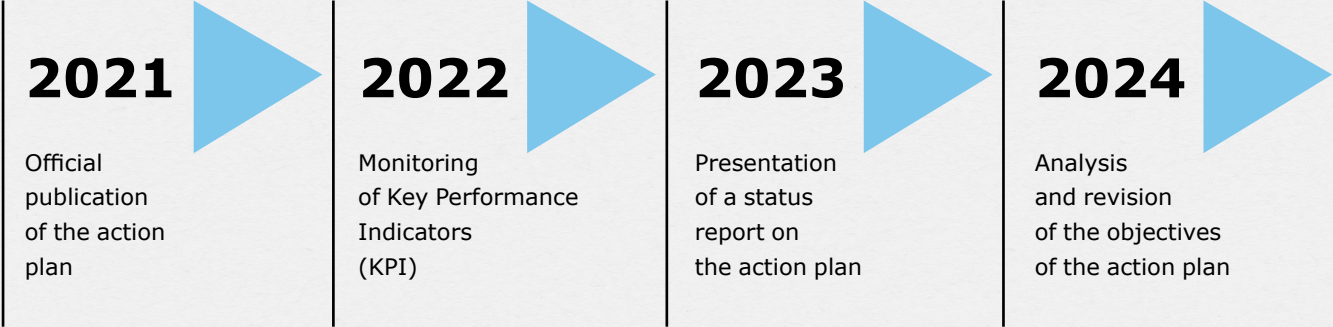 2021
Official
publication
of the action
plan
2022
Monitoring
of Key Performance
Indicators
(KPI)
2023
Presentation
of a status
report on
the action plan
2024
Analysis
and revision
of the objectives
of the action plan